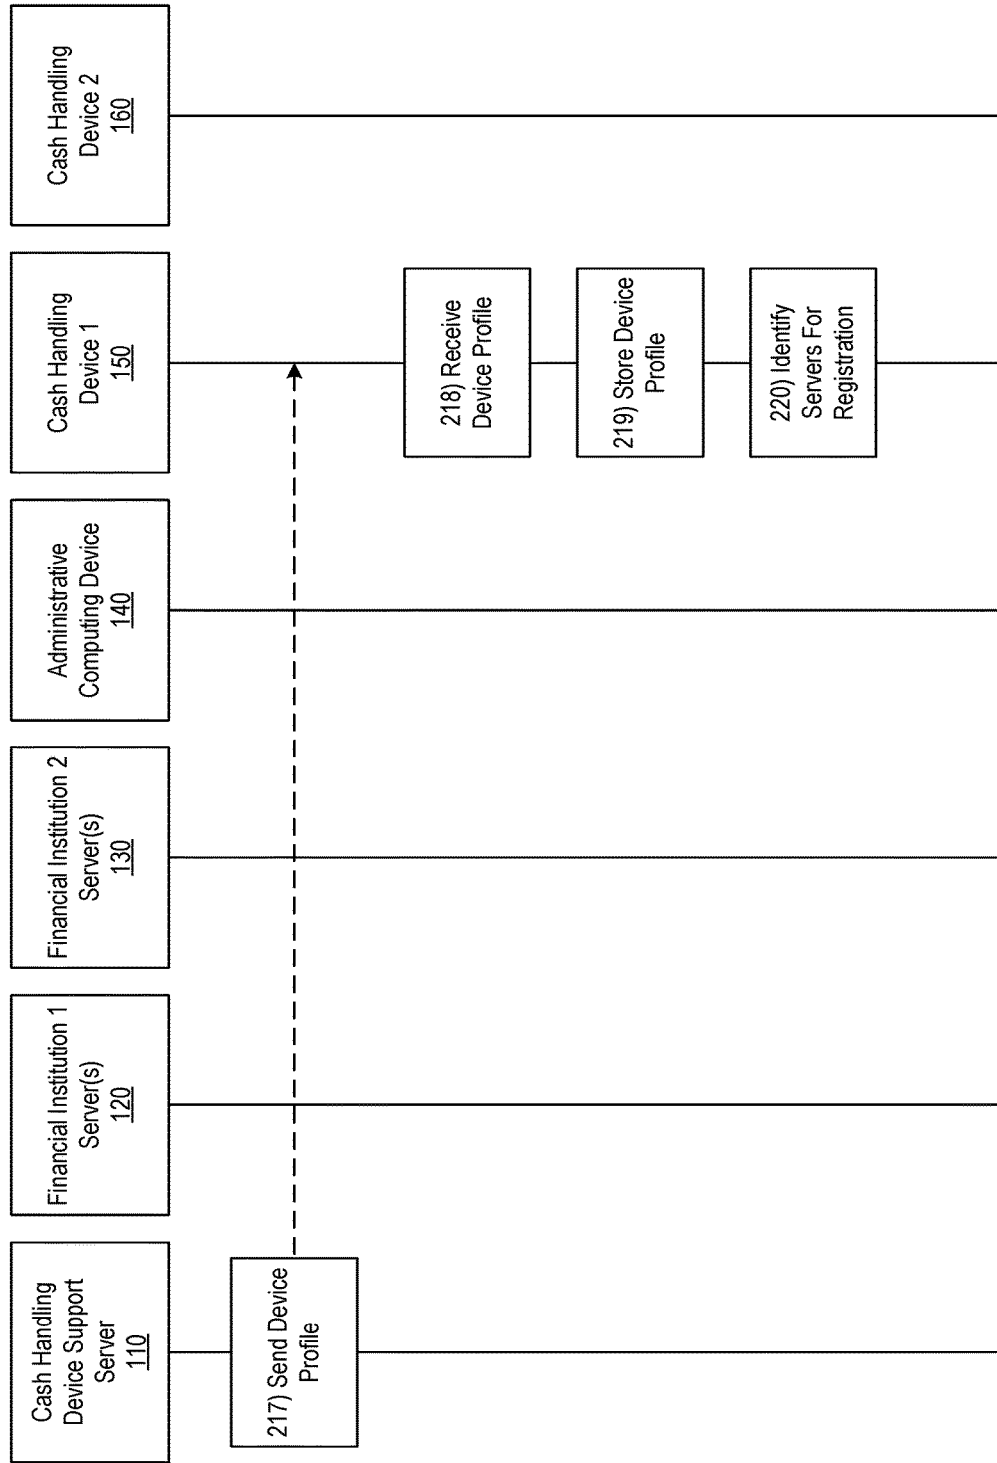 Cash Handling
Device Support
Server
110
Financial Institution 1
Server(s)
120
Financial Institution 2
Server(s)
130
Administrative
Computing Device
140
Cash Handling
Device 1
150
Cash Handling
Device 2
160
217) Send Device
Profile
218) Receive
Device Profile
219) Store Device
Profile
220) Identify
Servers For
Registration